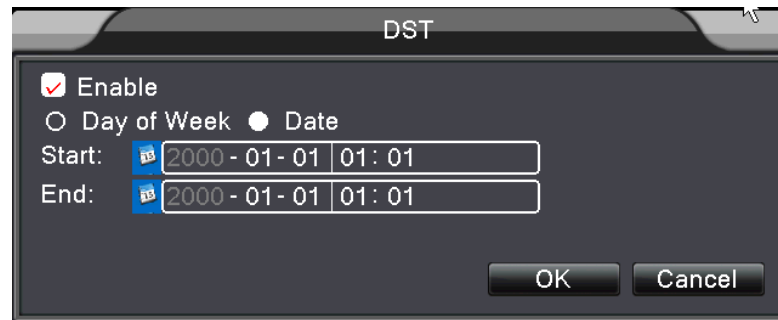 DST
Enable
Day of Week Date
Start: 2000 - 01 - 01 01 : 01
End: 2000 - 01 - 01 01 : 01
OK Cancel